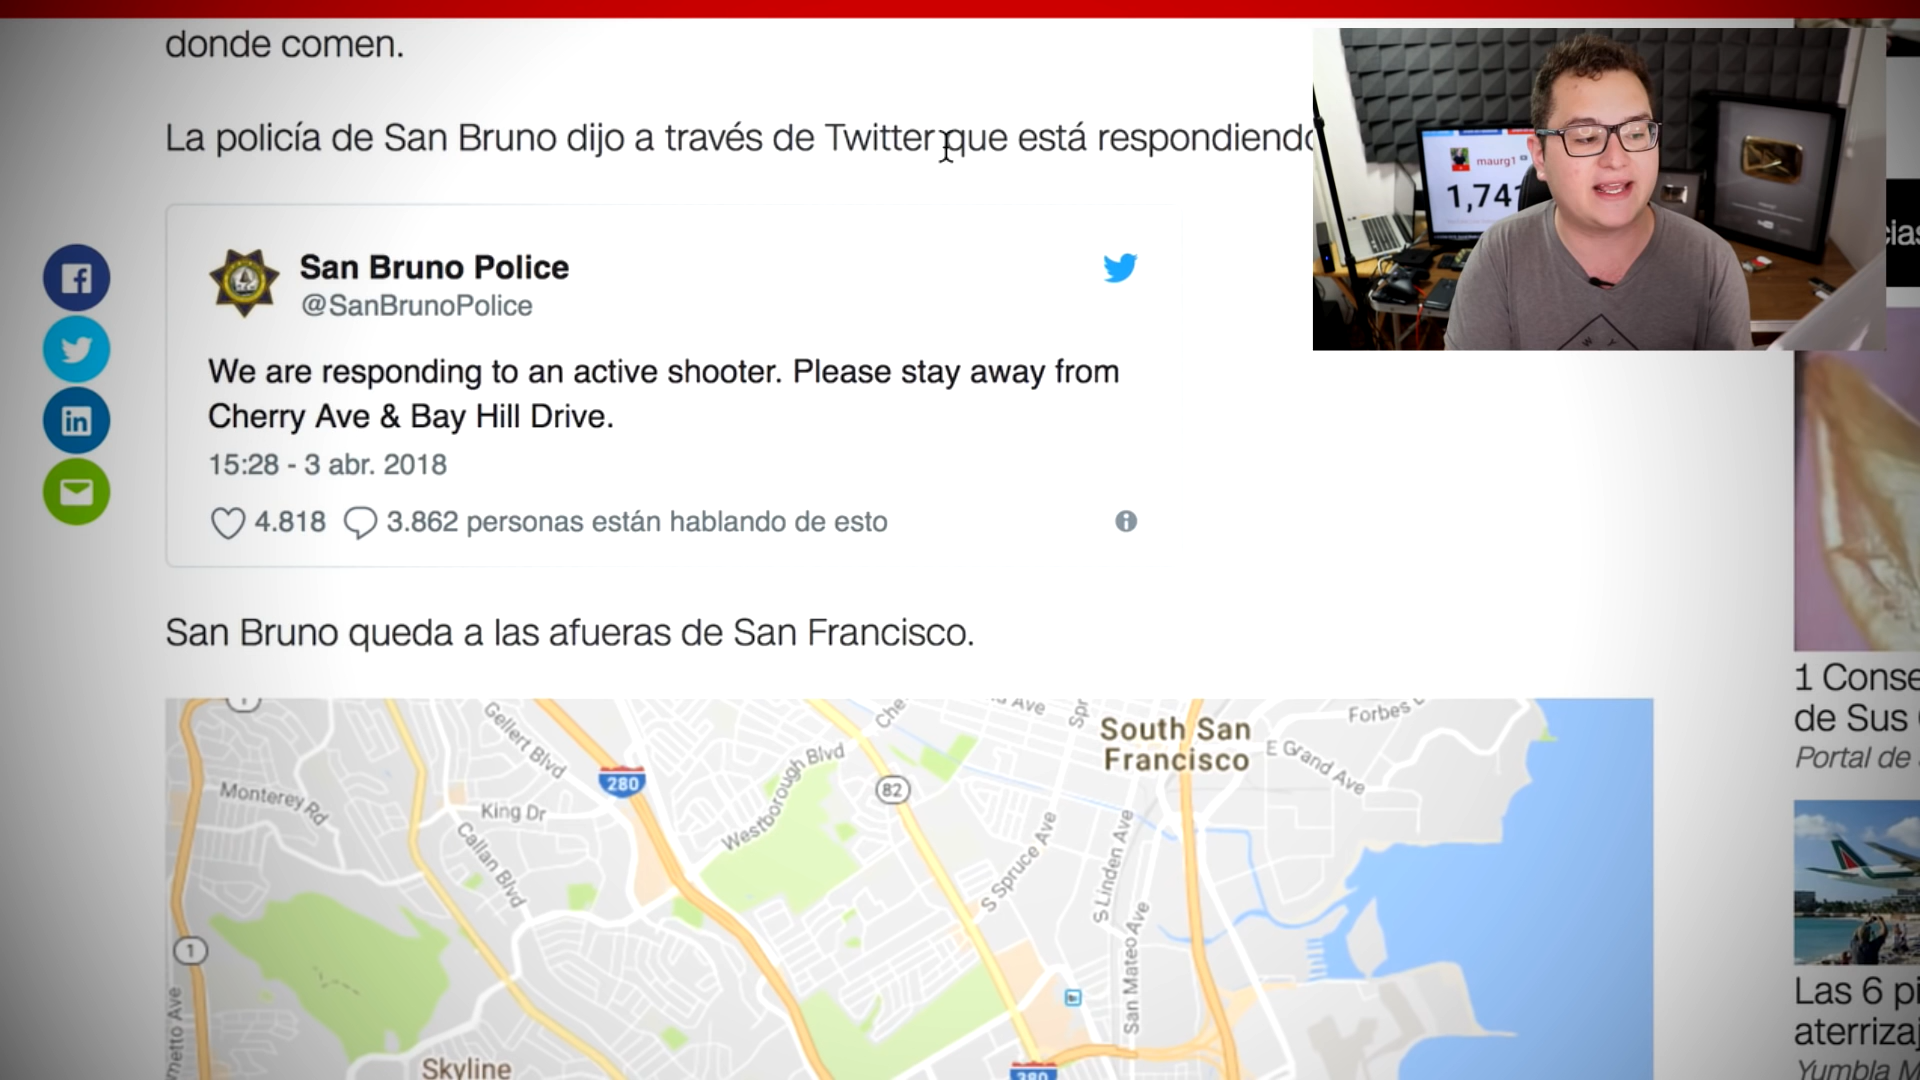 donde comen.
La policía de San Bruno dijo a través de Twitter que está respondiendo
San Bruno Police
@SanBrunoPolice
We are responding to an active shooter. Please stay away from
Cherry Ave & Bay Hill Drive.
15:28 - 3 abr. 2018
4.818 3.862 personas están hablando de esto
San Bruno queda a las afueras de San Francisco.
maurg1
1,741
1 Conse
de Sus
Portal de
Las 6 pi
aterrizaj
Yumbla M
Gellert Blvd
Westborough Blvd
Ave
South San
Francisco
Forbes
E Grand Ave
280
82
Monterey Rd
King Dr
Callan Blvd
S Spruce Ave
S Linden Ave
San Mateo Ave
1
Skyline
380